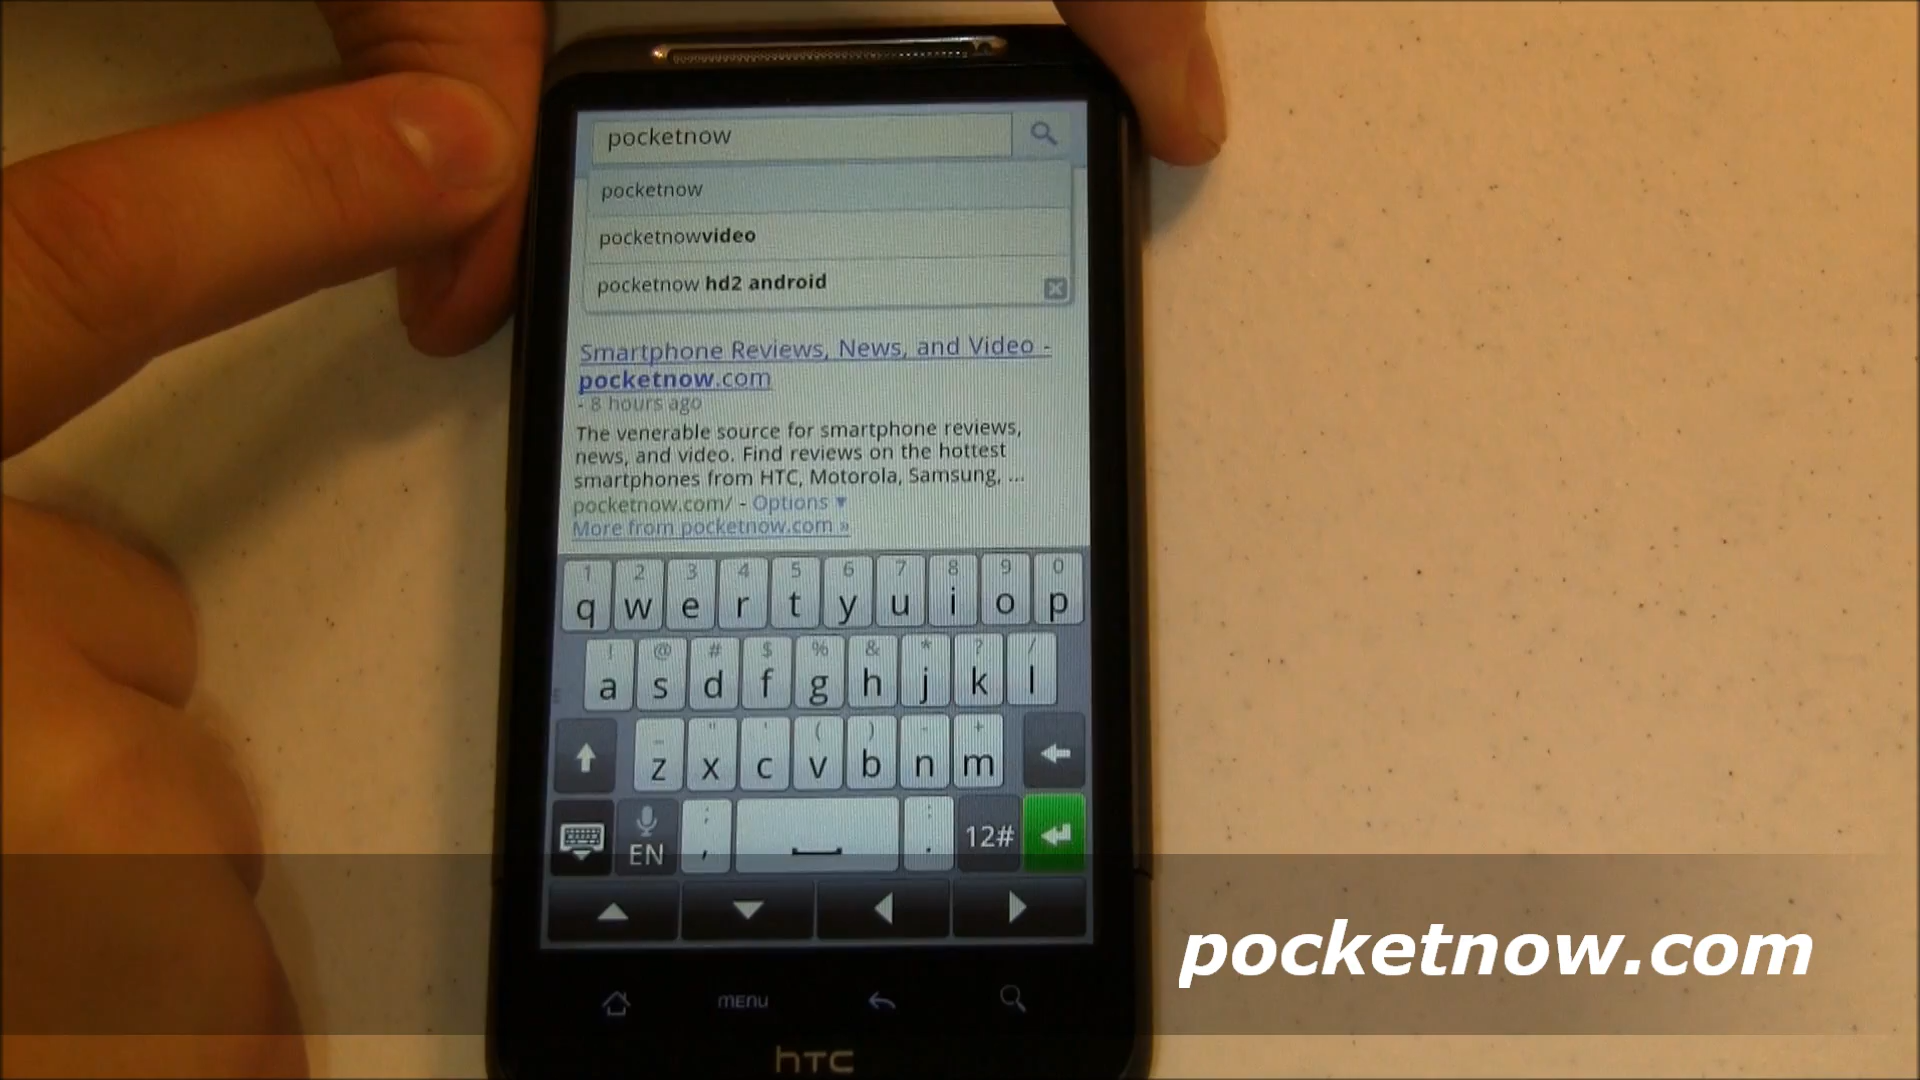 pocketnow
pocketnow
pocketnowvideo
pocketnow hd2 android
Smartphone Reviews, News, and Video -
pocketnow.com
- 8 hours ago
The venerable source for smartphone reviews,
news, and video. Find reviews on the hottest
smartphones from HTC, Motorola, Samsung, ...
pocketnow.com/ - Options ▼
More from pocketnow.com »
1 2 3 4 5 6 7 8 9 0
q w e r t y u i o p
! @ # $ % & * ? /
a s d f g h j k l
_ " ' ( ) - +
z x c v b n m
EN , . 12#
MENU
hTC
pocketnow.com